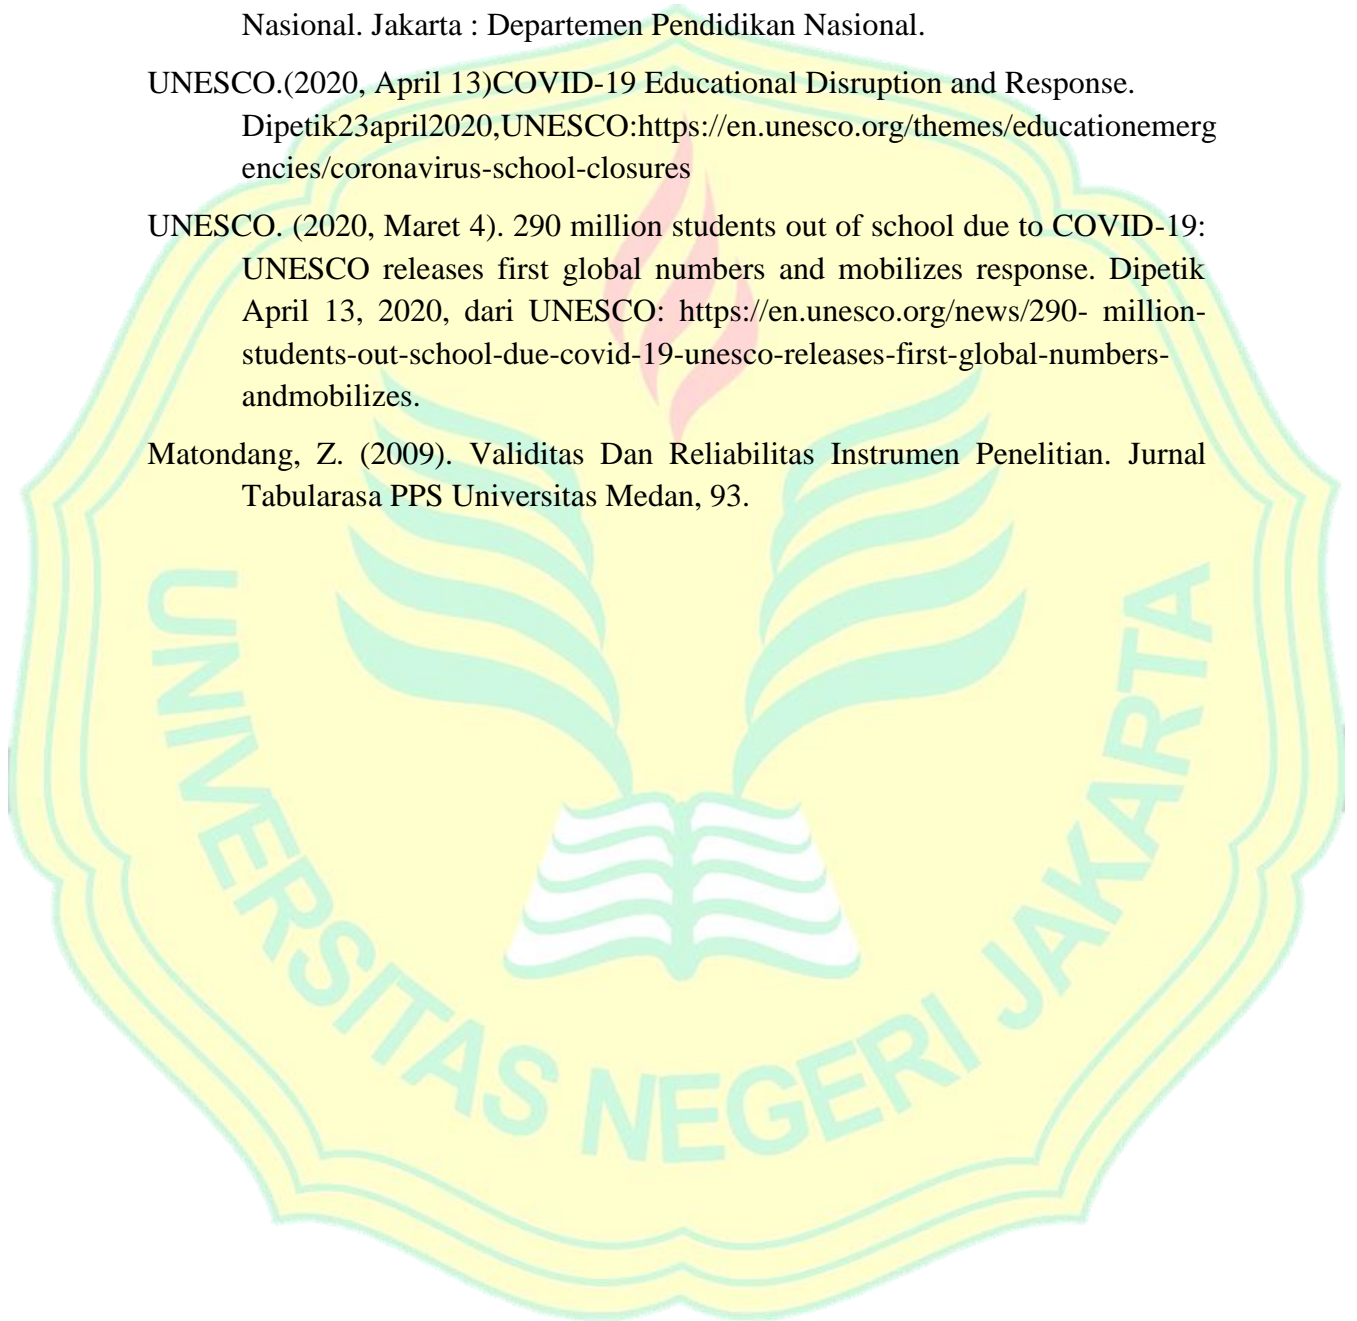 Nasional. Jakarta : Departemen Pendidikan Nasional.
UNESCO.(2020, April 13)COVID-19 Educational Disruption and Response.
Dipetik23april2020,UNESCO:https://en.unesco.org/themes/educationemerg
encies/coronavirus-school-closures
UNESCO. (2020, Maret 4). 290 million students out of school due to COVID-19:
UNESCO releases first global numbers and mobilizes response. Dipetik
April 13, 2020, dari UNESCO: https://en.unesco.org/news/290- million-
students-out-school-due-covid-19-unesco-releases-first-global-numbers-
andmobilizes.
Matondang, Z. (2009). Validitas Dan Reliabilitas Instrumen Penelitian. Jurnal
Tabularasa PPS Universitas Medan, 93.
UNIVERSITAS NEGERI JAKARTA